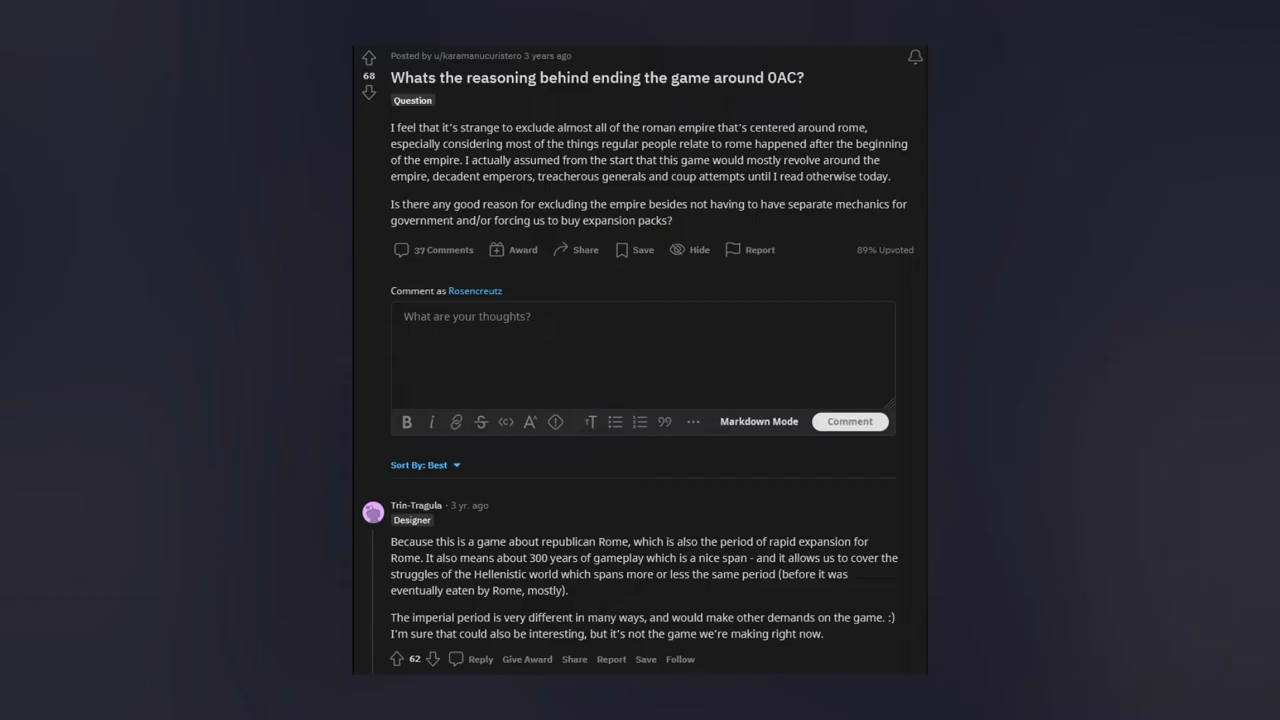 Posted by u/karamanucuristero 3 years ago
68
Whats the reasoning behind ending the game around 0AC?
Question
I feel that it's strange to exclude almost all of the roman empire that's centered around rome,
especially considering most of the things regular people relate to rome happened after the beginning
of the empire. I actually assumed from the start that this game would mostly revolve around the
empire, decadent emperors, treacherous generals and coup attempts until I read otherwise today.
Is there any good reason for excluding the empire besides not having to have separate mechanics for
government and/or forcing us to buy expansion packs?
37 Comments Award Share Save Hide Report 89% Upvoted
Comment as Rosencreutz
What are your thoughts?
B i S <c> A T 99 ... Markdown Mode Comment
Sort By: Best
Trin-Tragula · 3 yr. ago
Designer
Because this is a game about republican Rome, which is also the period of rapid expansion for
Rome. It also means about 300 years of gameplay which is a nice span - and it allows us to cover the
struggles of the Hellenistic world which spans more or less the same period (before it was
eventually eaten by Rome, mostly).
The imperial period is very different in many ways, and would make other demands on the game. :)
I'm sure that could also be interesting, but it's not the game we're making right now.
62 Reply Give Award Share Report Save Follow